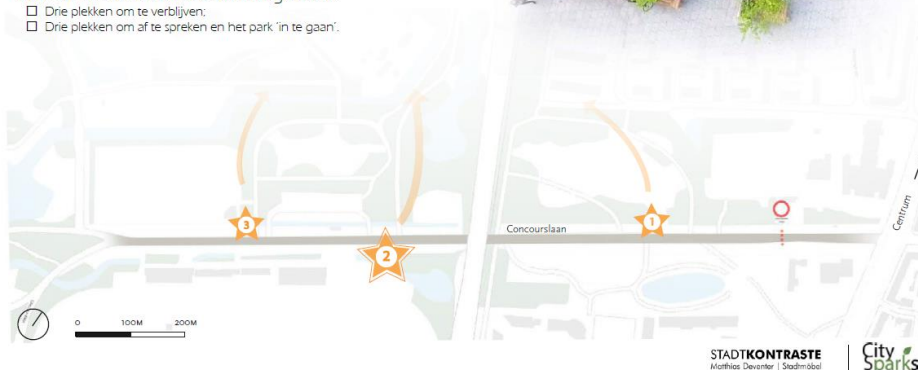 ☐ Drie plekken om te verblijven;
☐ Drie plekken om af te spreken en het park 'in te gaan'.
3
1
Concourslaan
Centrum
2
0 100M 200M
STADTKONTRASTE
Matthias Deventer | Stadtmöbel
City
Sparks